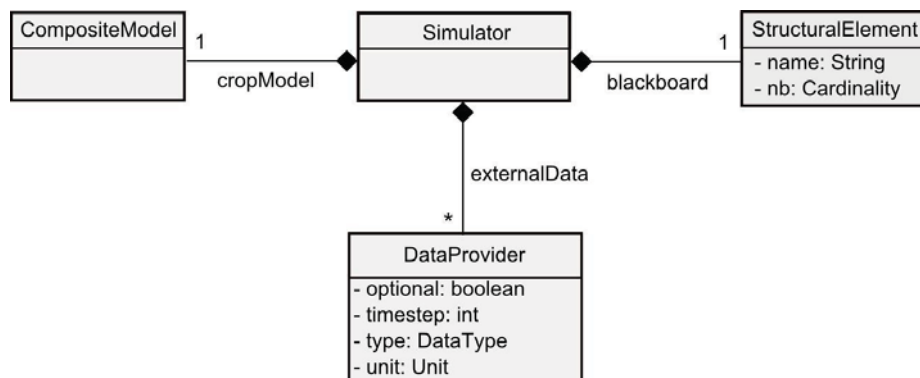 CompositeModel
1
cropModel
Simulator
1
blackboard
StructuralElement
- name: String
- nb: Cardinality
externalData
*
DataProvider
- optional: boolean
- timestep: int
- type: DataType
- unit: Unit